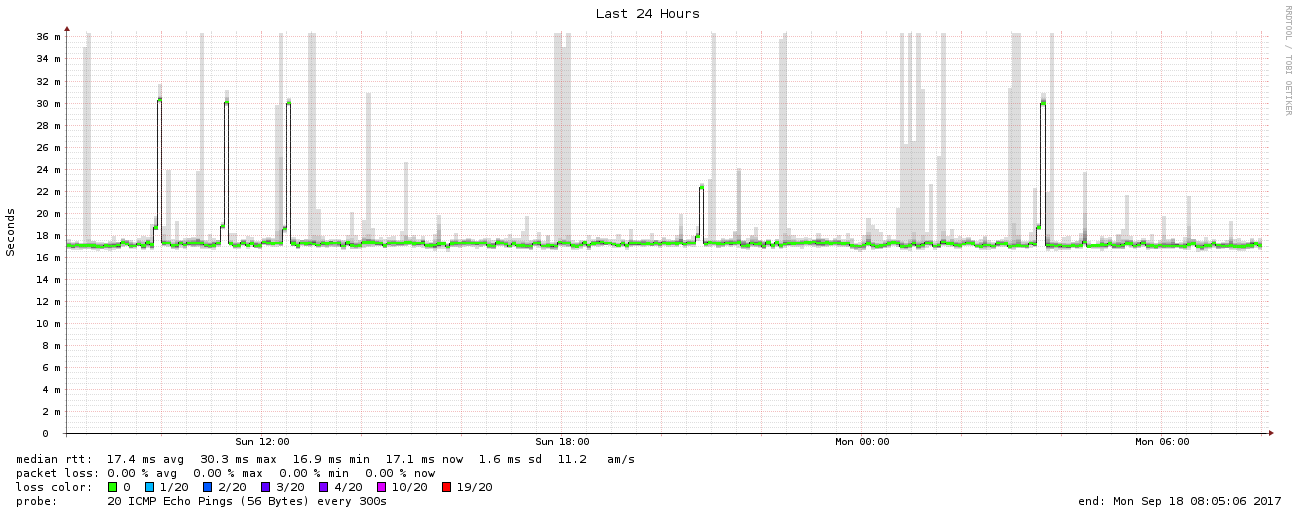 Last 24 Hours
RRDTOOL / TOBI OETIKER
Seconds
36 m
34 m
32 m
30 m
28 m
26 m
24 m
22 m
20 m
18 m
16 m
14 m
12 m
10 m
8 m
6 m
4 m
2 m
0
Sun 12:00 Sun 18:00 Mon 00:00 Mon 06:00
median rtt: 17.4 ms avg 30.3 ms max 16.9 ms min 17.1 ms now 1.6 ms sd 11.2 am/s
packet loss: 0.00 % avg 0.00 % max 0.00 % min 0.00 % now
loss color: 0 1/20 2/20 3/20 4/20 10/20 19/20
probe: 20 ICMP Echo Pings (56 Bytes) every 300s end: Mon Sep 18 08:05:06 2017